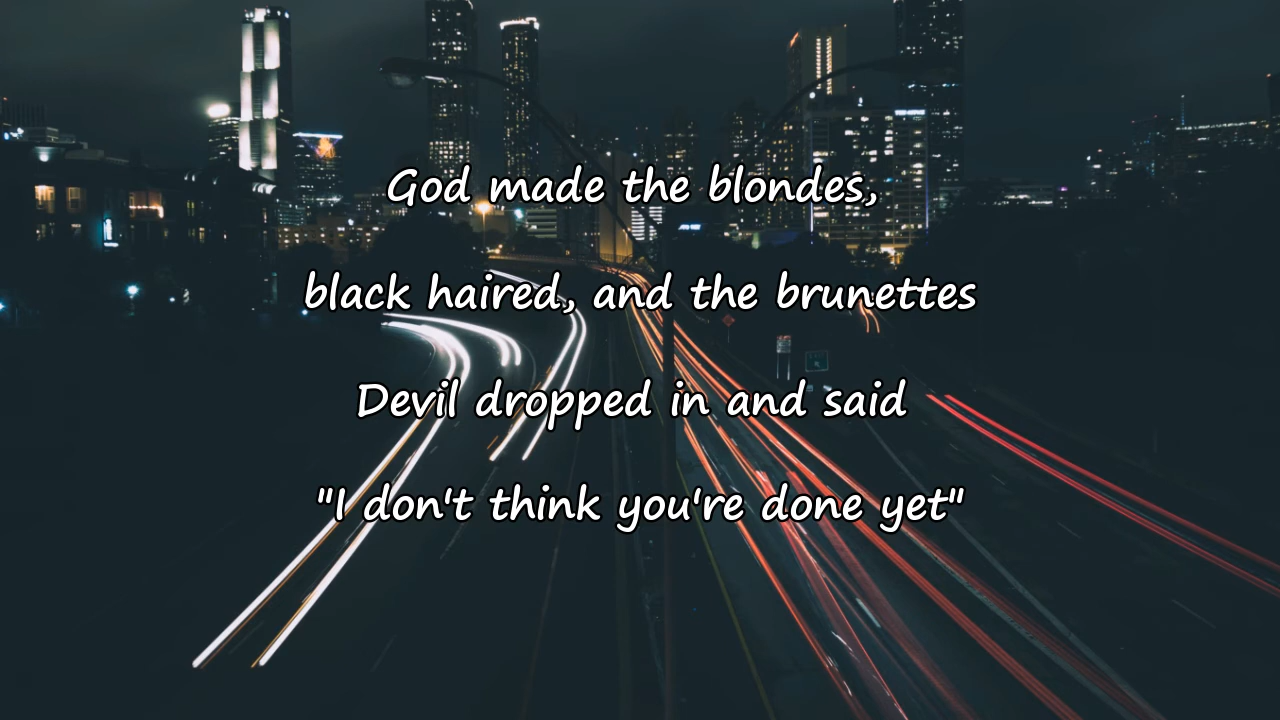 God made the blondes,
black haired, and the brunettes
Devil dropped in and said
"I don't think you're done yet"